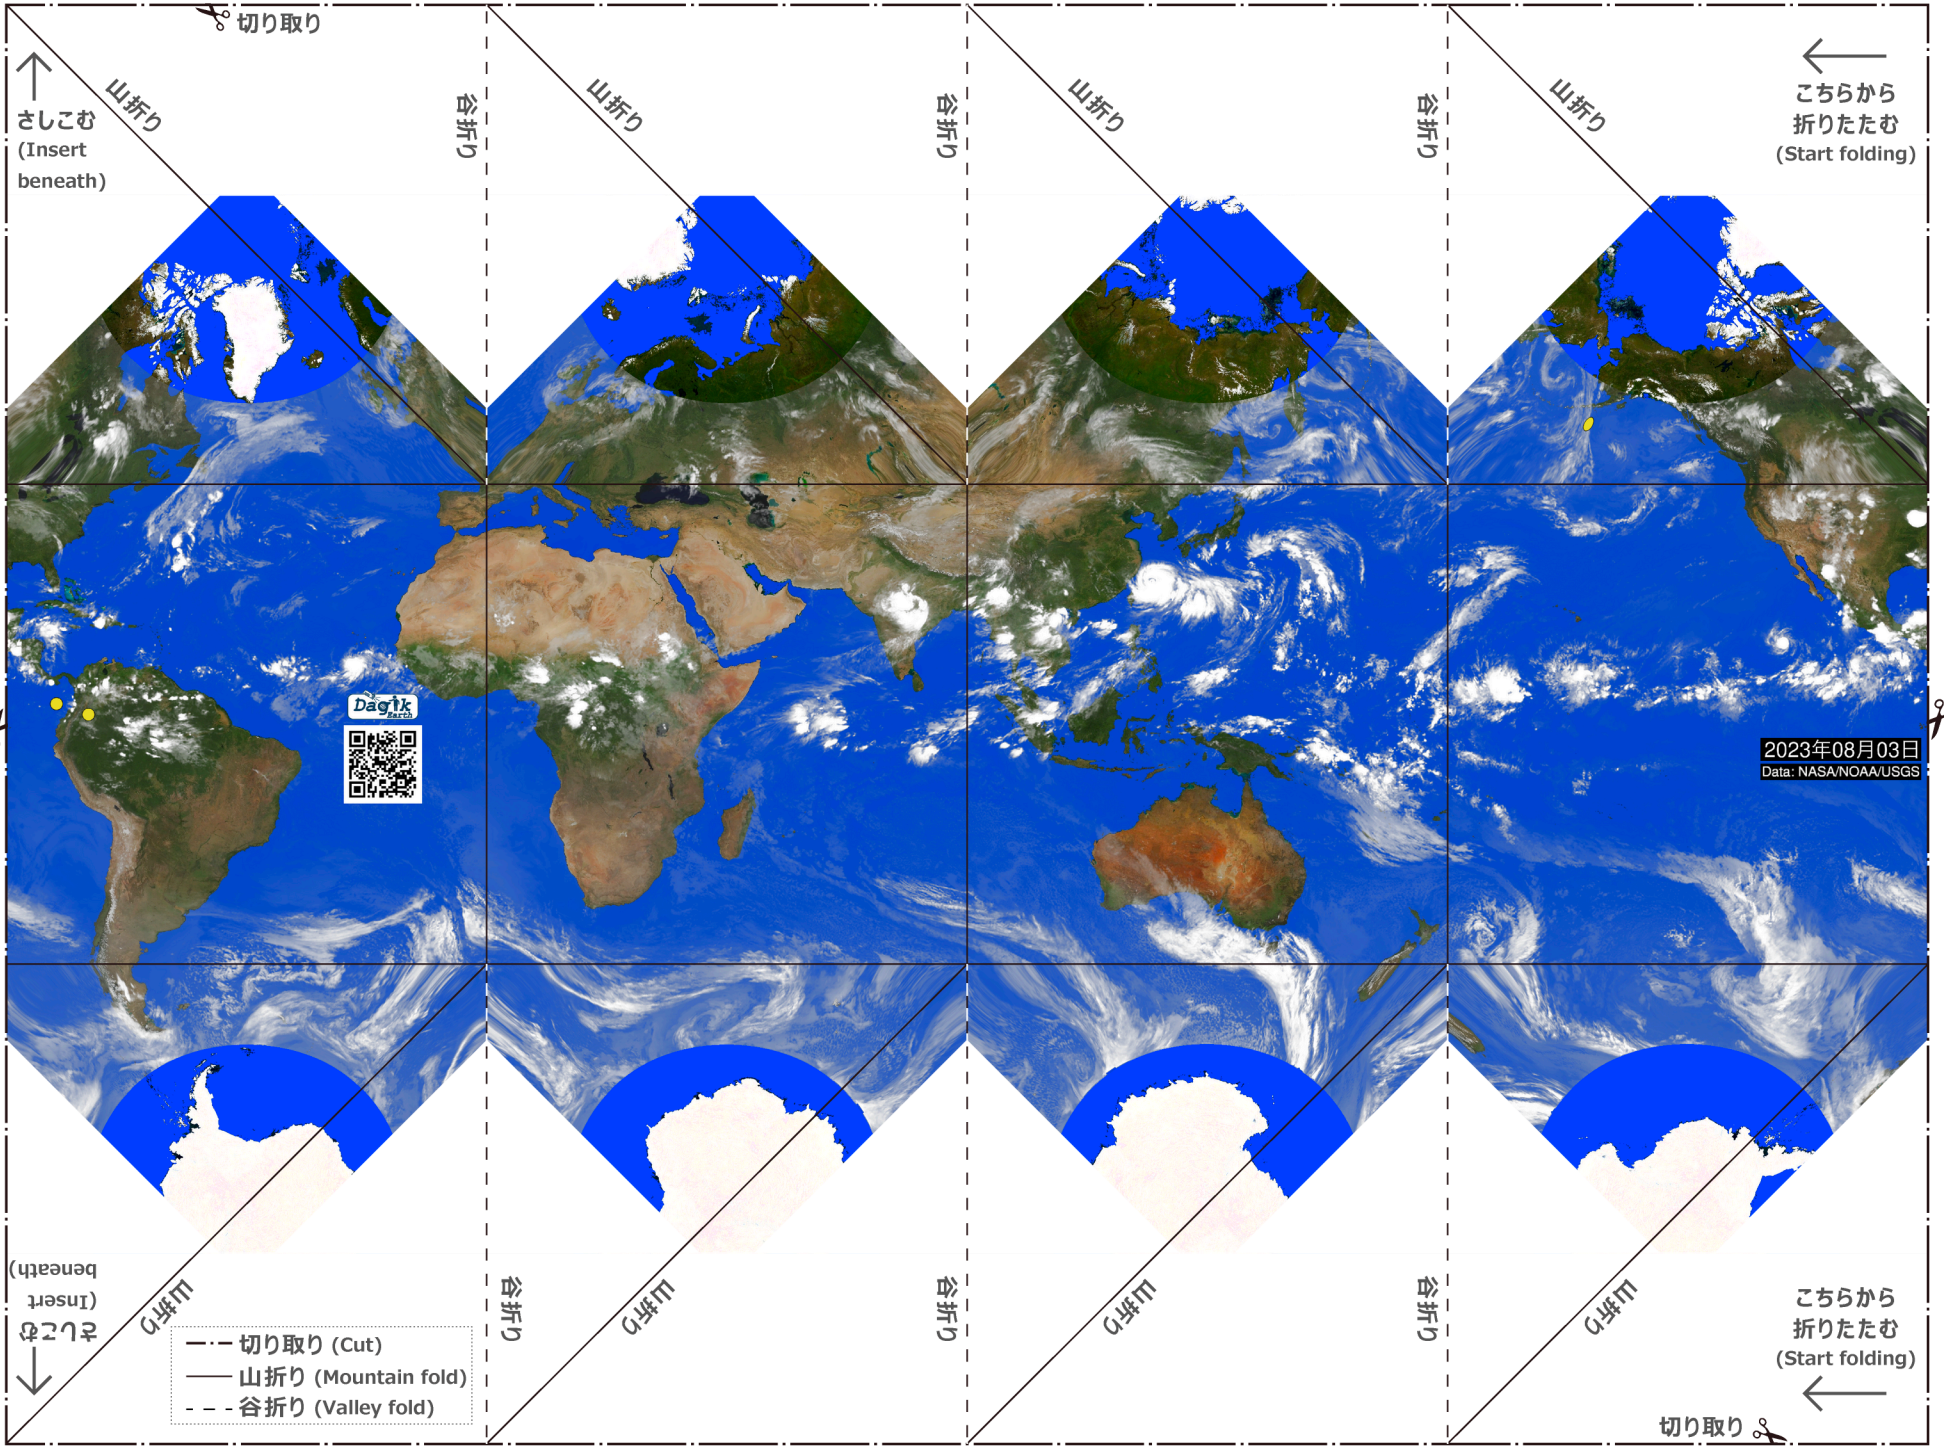 切り取り
山折り
谷折り
山折り
谷折り
山折り
谷折り
山折り
さしこむ
(Insert
beneath)
こちらから
折りたたむ
(Start folding)
Dagik
Earth
2023年08月03日
Data: NASA/NOAA/USGS
さしこむ
(Insert
beneath)
山折り
谷折り
山折り
谷折り
山折り
谷折り
山折り
こちらから
折りたたむ
(Start folding)
切り取り (Cut)
山折り (Mountain fold)
谷折り (Valley fold)
切り取り